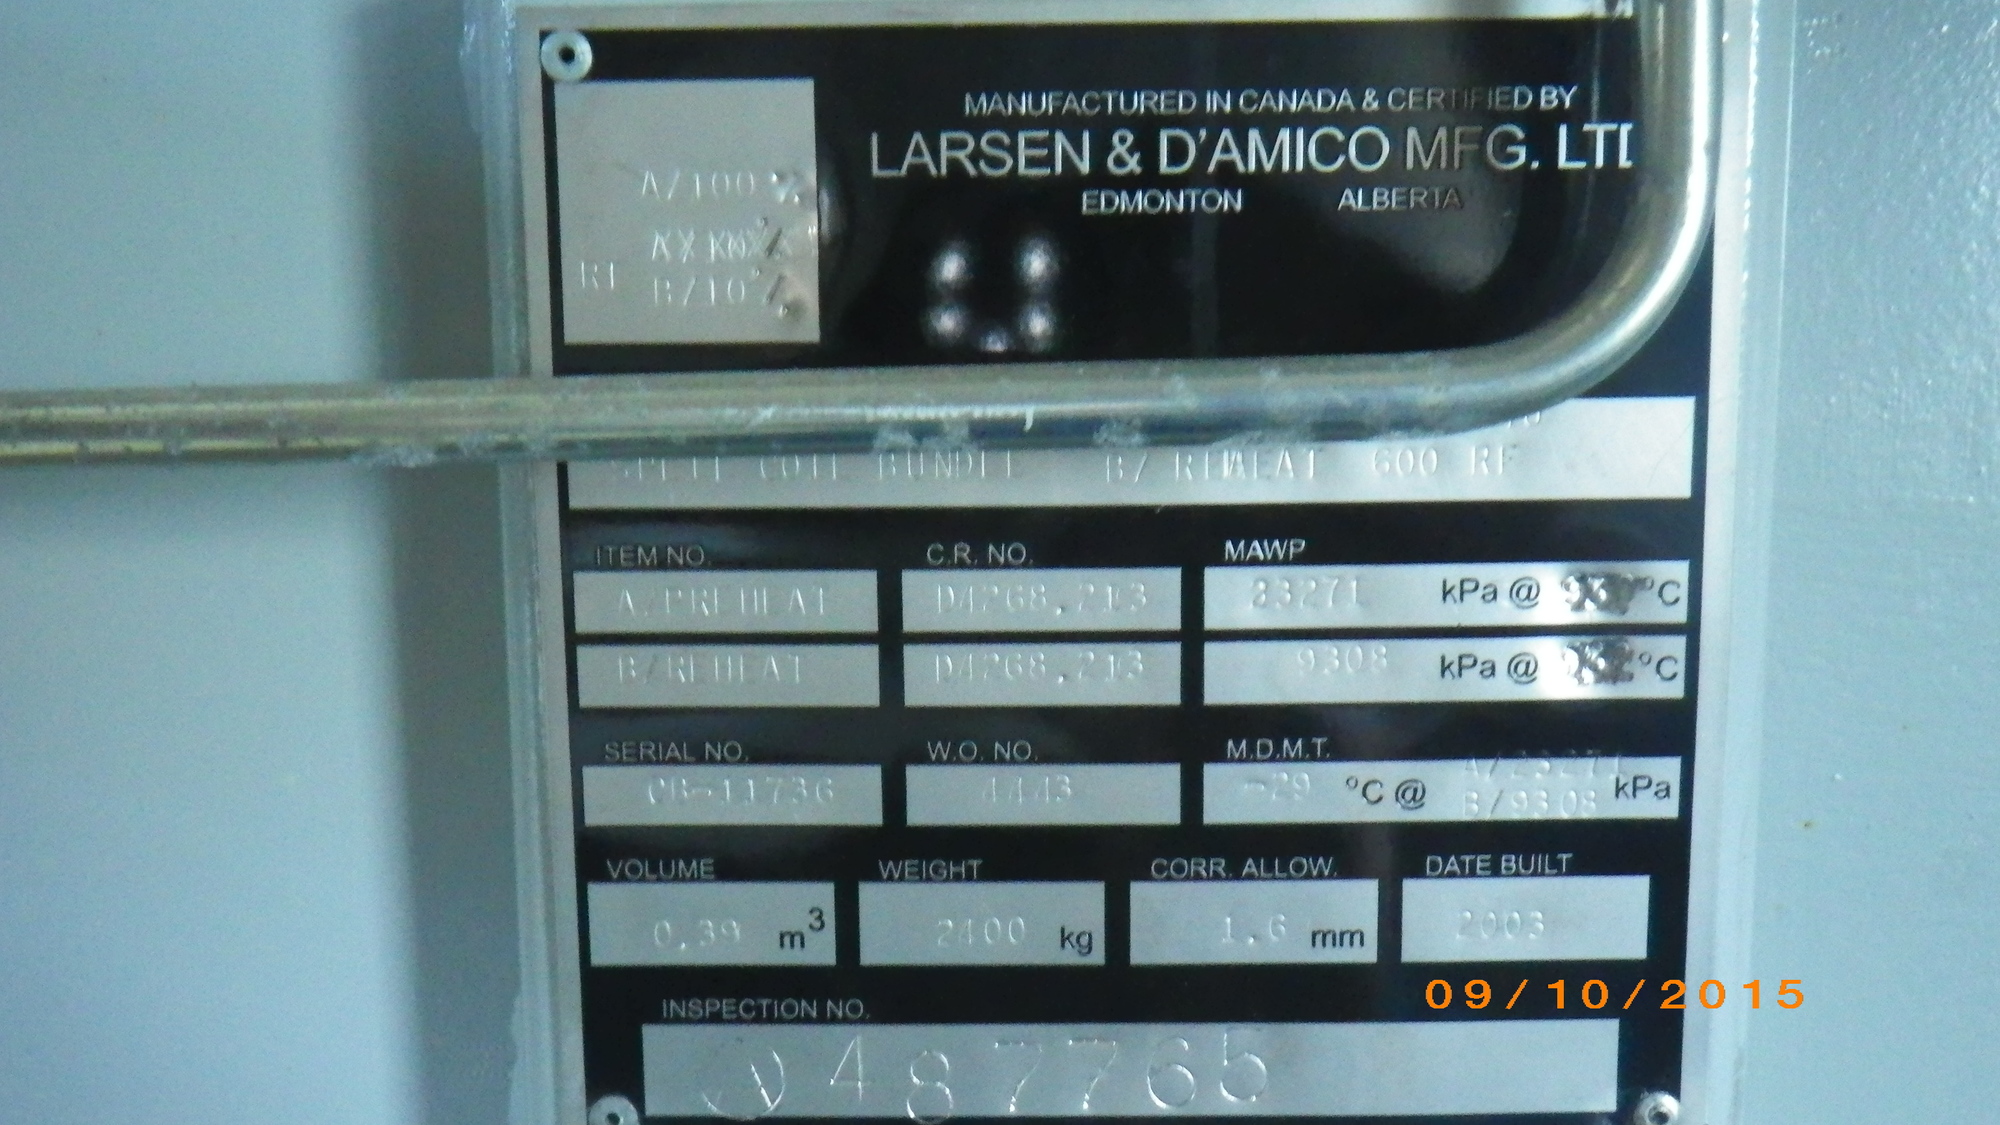 MANUFACTURED IN CANADA & CERTIFIED BY
LARSEN & D'AMICO MFG. LTD
EDMONTON ALBERTA
A/100 %
RT B/10 %
SPLIT COIL BUNDLE B/ REHEAT 600 RF
ITEM NO. C.R. NO. MAWP
A/PREHEAT D4268.213 23271 kPa @ °C
B/REHEAT D4268.213 9308 kPa @ °C
SERIAL NO. W.O. NO. M.D.M.T.
CB-11736 4443 -29 °C @ A/23271 B/9308 kPa
VOLUME WEIGHT CORR. ALLOW. DATE BUILT
0.39 m³ 2400 kg 1.6 mm 2003
09/10/2015
INSPECTION NO.
487765